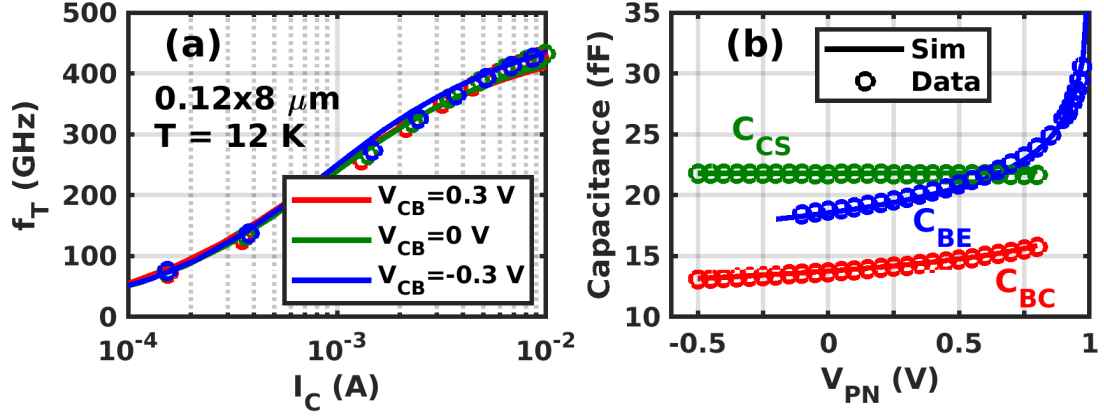 (a)
0.12x8 μm
T = 12 K
V_CB=0.3 V
V_CB=0 V
V_CB=-0.3 V
f_T (GHz)
500
400
300
200
100
0
10^-4
10^-3
10^-2
I_C (A)
(b)
Sim
Data
C_CS
C_BE
C_BC
Capacitance (fF)
35
30
25
20
15
10
-0.5
0
0.5
1
V_PN (V)